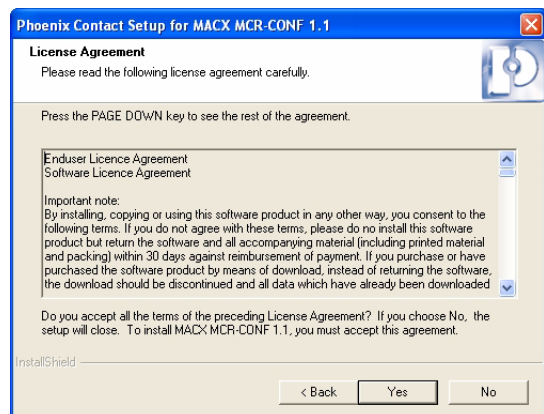 Phoenix Contact Setup for MACX MCR-CONF 1.1
License Agreement
Please read the following license agreement carefully.
Press the PAGE DOWN key to see the rest of the agreement.
Enduser Licence Agreement
Software Licence Agreement
Important note:
By installing, copying or using this software product in any other way, you consent to the
following terms. If you do not agree with these terms, please do no install this software
product but return the software and all accompanying material (including printed material
and packing) within 30 days against reimbursement of payment. If you purchase or have
purchased the software product by means of download, instead of returning the software,
the download should be discontinued and all data which have already been downloaded
Do you accept all the terms of the preceding License Agreement? If you choose No, the
setup will close. To install MACX MCR-CONF 1.1, you must accept this agreement.
InstallShield
< Back
Yes
No